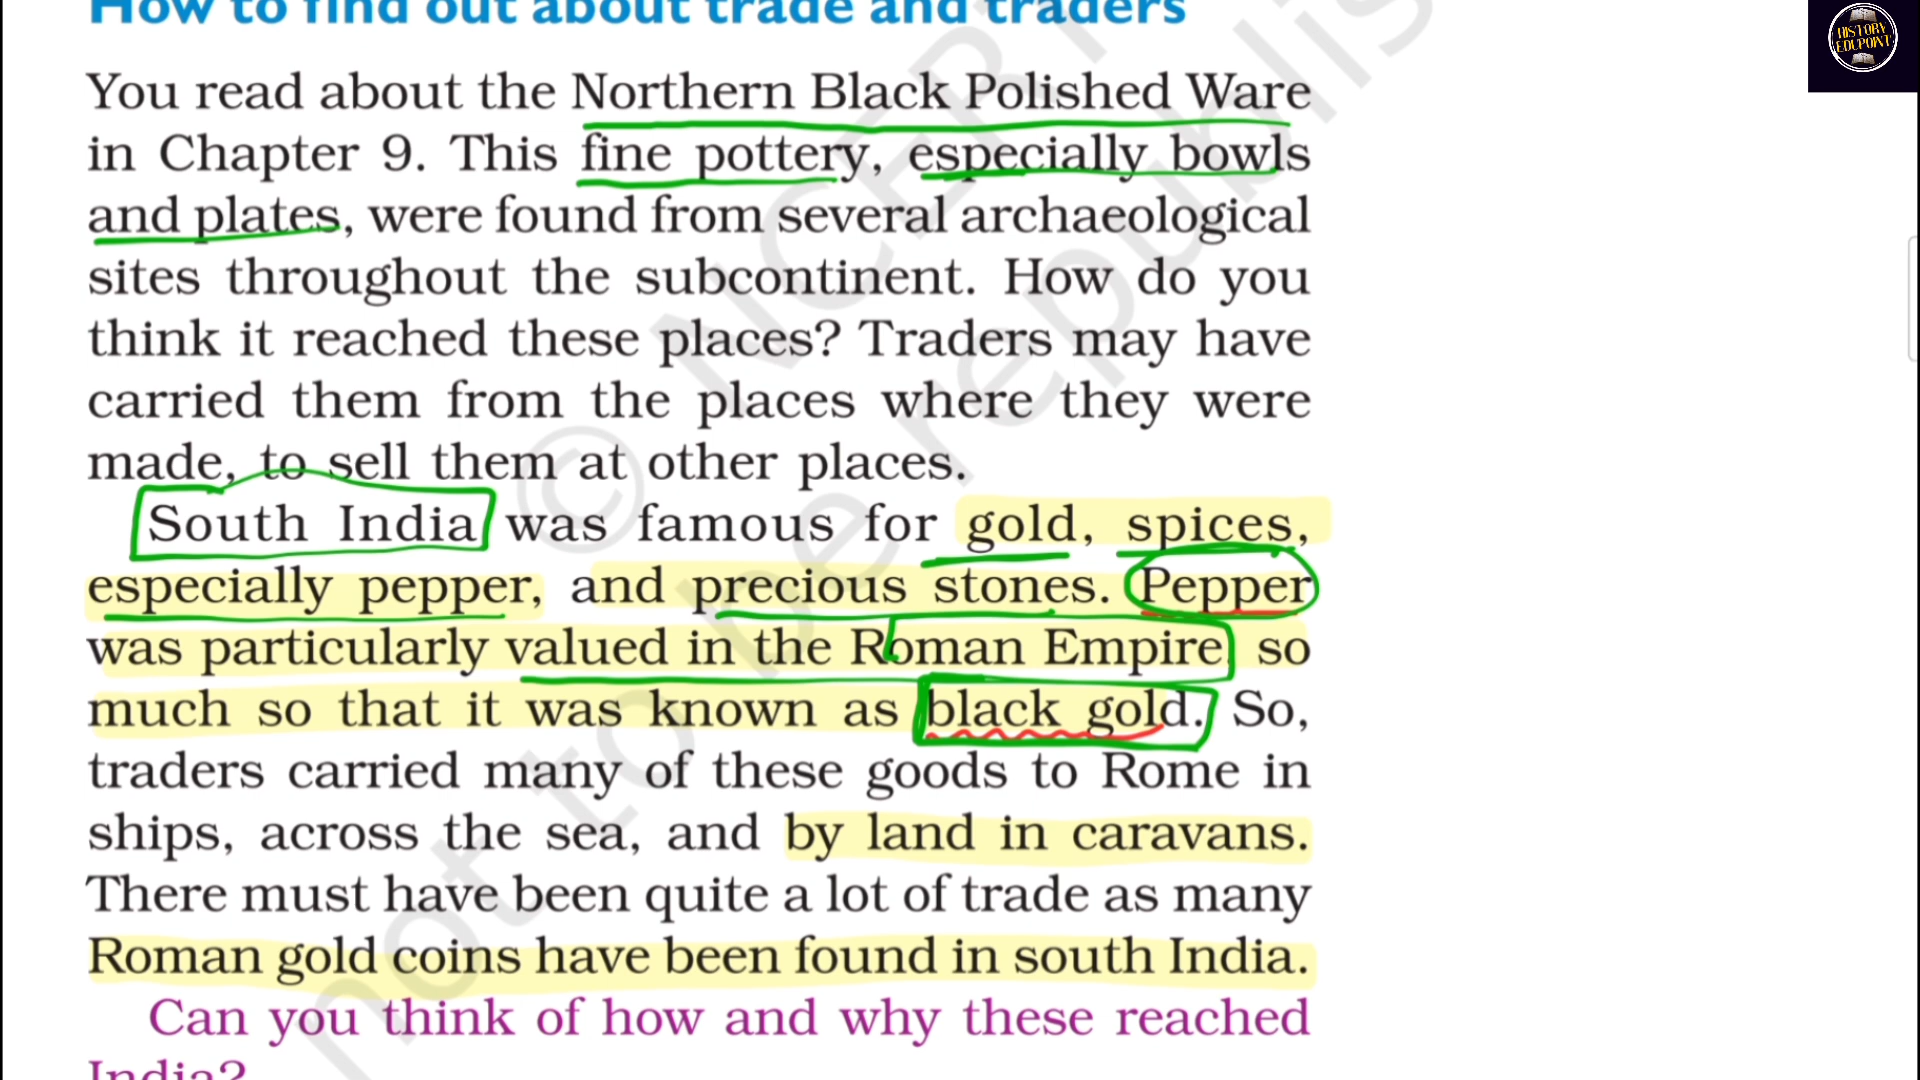 How to find out about trade and traders
HISTORY
EDUPOINT
You read about the Northern Black Polished Ware
in Chapter 9. This fine pottery, especially bowls
and plates, were found from several archaeological
sites throughout the subcontinent. How do you
think it reached these places? Traders may have
carried them from the places where they were
made, to sell them at other places.
South India was famous for gold, spices,
especially pepper, and precious stones. Pepper
was particularly valued in the Roman Empire, so
much so that it was known as black gold. So,
traders carried many of these goods to Rome in
ships, across the sea, and by land in caravans.
There must have been quite a lot of trade as many
Roman gold coins have been found in south India.
Can you think of how and why these reached
India?
© NCERT
not to be republis